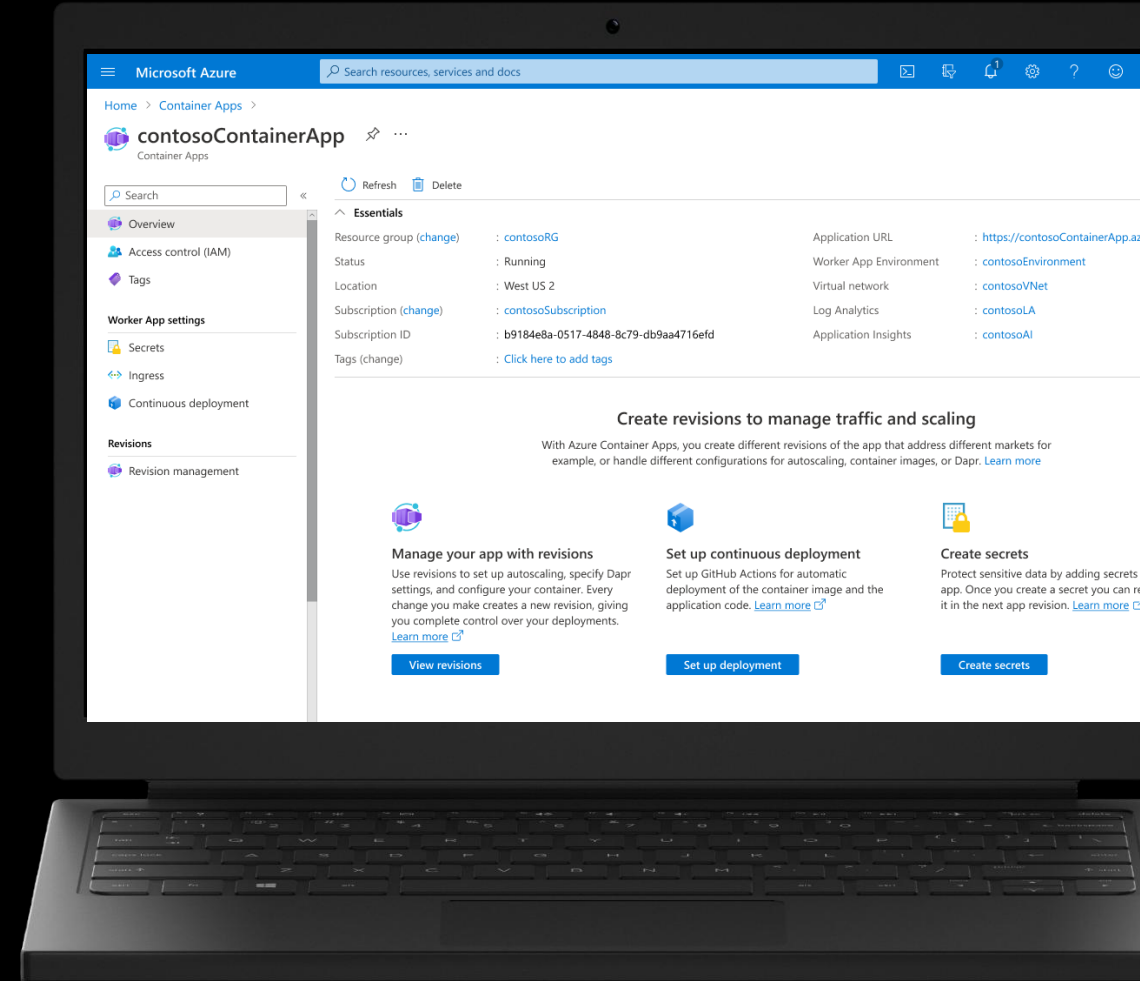 Microsoft Azure
Search resources, services and docs
1
Home > Container Apps >
contosoContainerApp
Container Apps
Search
«
Refresh
Delete
Overview
Access control (IAM)
Tags
Worker App settings
Secrets
Ingress
Continuous deployment
Revisions
Revision management
Essentials
Resource group (change) : contosoRG
Status : Running
Location : West US 2
Subscription (change) : contosoSubscription
Subscription ID : b9184e8a-0517-4848-8c79-db9aa4716efd
Tags (change) : Click here to add tags
Application URL : https://contosoContainerApp.az
Worker App Environment : contosoEnvironment
Virtual network : contosoVNet
Log Analytics : contosoLA
Application Insights : contosoAI
Create revisions to manage traffic and scaling
With Azure Container Apps, you create different revisions of the app that address different markets for
example, or handle different configurations for autoscaling, container images, or Dapr. Learn more
Manage your app with revisions
Use revisions to set up autoscaling, specify Dapr
settings, and configure your container. Every
change you make creates a new revision, giving
you complete control over your deployments.
Learn more
View revisions
Set up continuous deployment
Set up GitHub Actions for automatic
deployment of the container image and the
application code. Learn more
Set up deployment
Create secrets
Protect sensitive data by adding secrets
app. Once you create a secret you can re
it in the next app revision. Learn more
Create secrets